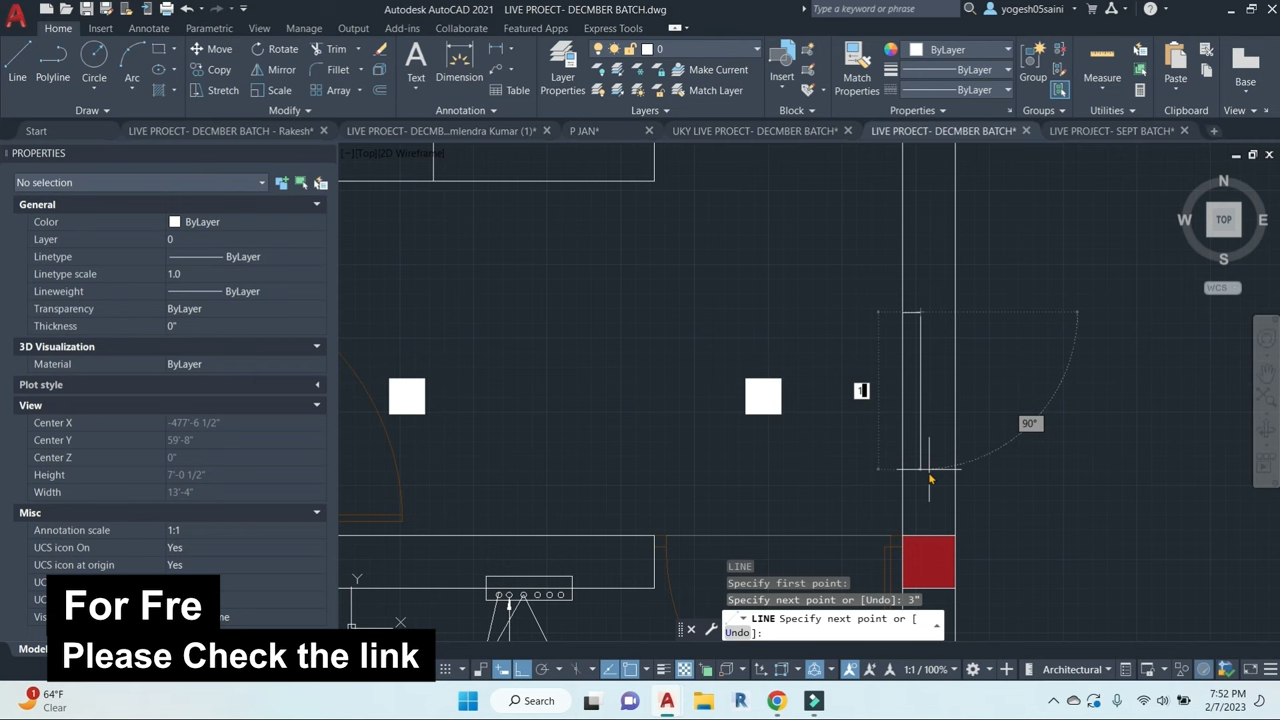 Autodesk AutoCAD 2021 LIVE PROECT- DECMBER BATCH.dwg
Type a keyword or phrase
yogesh05saini
Home Insert Annotate Parametric View Manage Output Add-ins Collaborate Featured Apps Express Tools
Line Polyline Circle Arc
Move Rotate Trim
Copy Mirror Fillet
Stretch Scale Array
Text Dimension Table
Layer Properties
0
Make Current
Match Layer
Insert
Match Properties
ByLayer
ByLayer
ByLayer
Group
Measure
Paste
Base
Draw Modify Annotation Layers Block Properties Groups Utilities Clipboard View
Start
LIVE PROECT- DECMBER BATCH - Rakesh*
LIVE PROECT- DECMB...mlendra Kumar (1)*
P JAN*
UKY LIVE PROECT- DECMBER BATCH*
LIVE PROECT- DECMBER BATCH*
LIVE PROJECT- SEPT BATCH*
PROPERTIES
[−][Top][2D Wireframe]
No selection
General
Color ByLayer
Layer 0
Linetype ByLayer
Linetype scale 1.0
Lineweight ByLayer
Transparency ByLayer
Thickness 0"
3D Visualization
Material ByLayer
Plot style
View
Center X -477'-6 1/2"
Center Y 59'-8"
Center Z 0"
Height 7'-0 1/2"
Width 13'-4"
Misc
Annotation scale 1:1
UCS icon On Yes
UCS icon at origin Yes
N
W TOP E
S
WCS
1
90°
Y
X
LINE
Specify first point:
Specify next point or [Undo]: 3"
LINE Specify next point or [
Undo]:
For Fre
Please Check the link
Model
1:1 / 100%
Architectural
1
64°F
Clear
Search
7:52 PM
2/7/2023